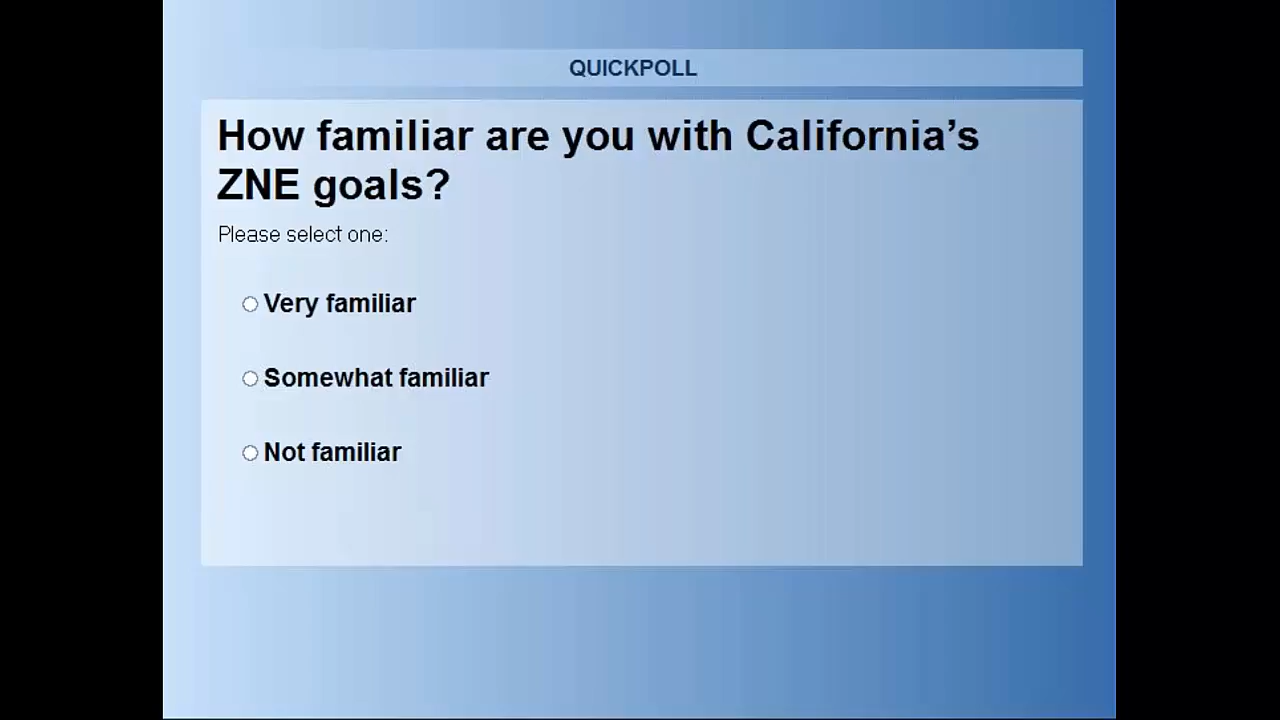 QUICKPOLL
How familiar are you with California’s
ZNE goals?
Please select one:
Very familiar
Somewhat familiar
Not familiar